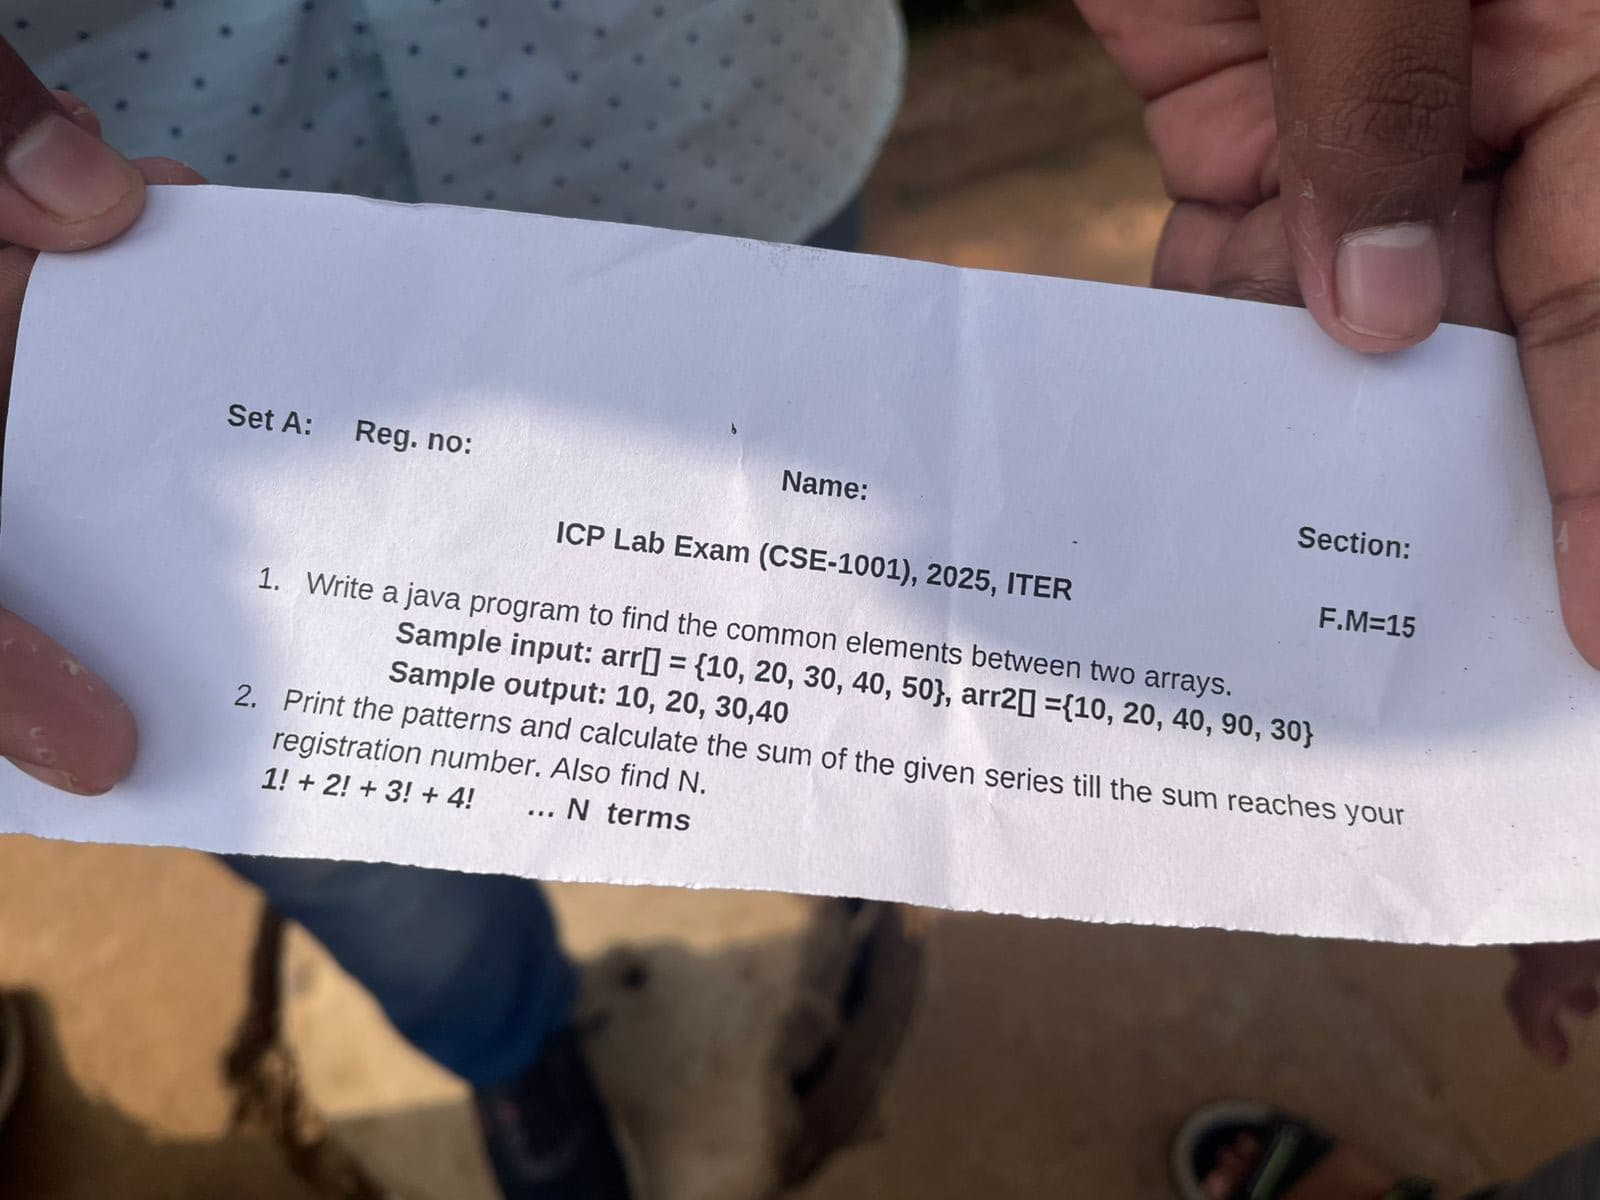 Set A: Reg. no: Name: Section:
ICP Lab Exam (CSE-1001), 2025, ITER F.M=15
1. Write a java program to find the common elements between two arrays.
Sample input: arr[] = {10, 20, 30, 40, 50}, arr2[] ={10, 20, 40, 90, 30}
Sample output: 10, 20, 30,40
2. Print the patterns and calculate the sum of the given series till the sum reaches your
registration number. Also find N.
1! + 2! + 3! + 4! ... N terms